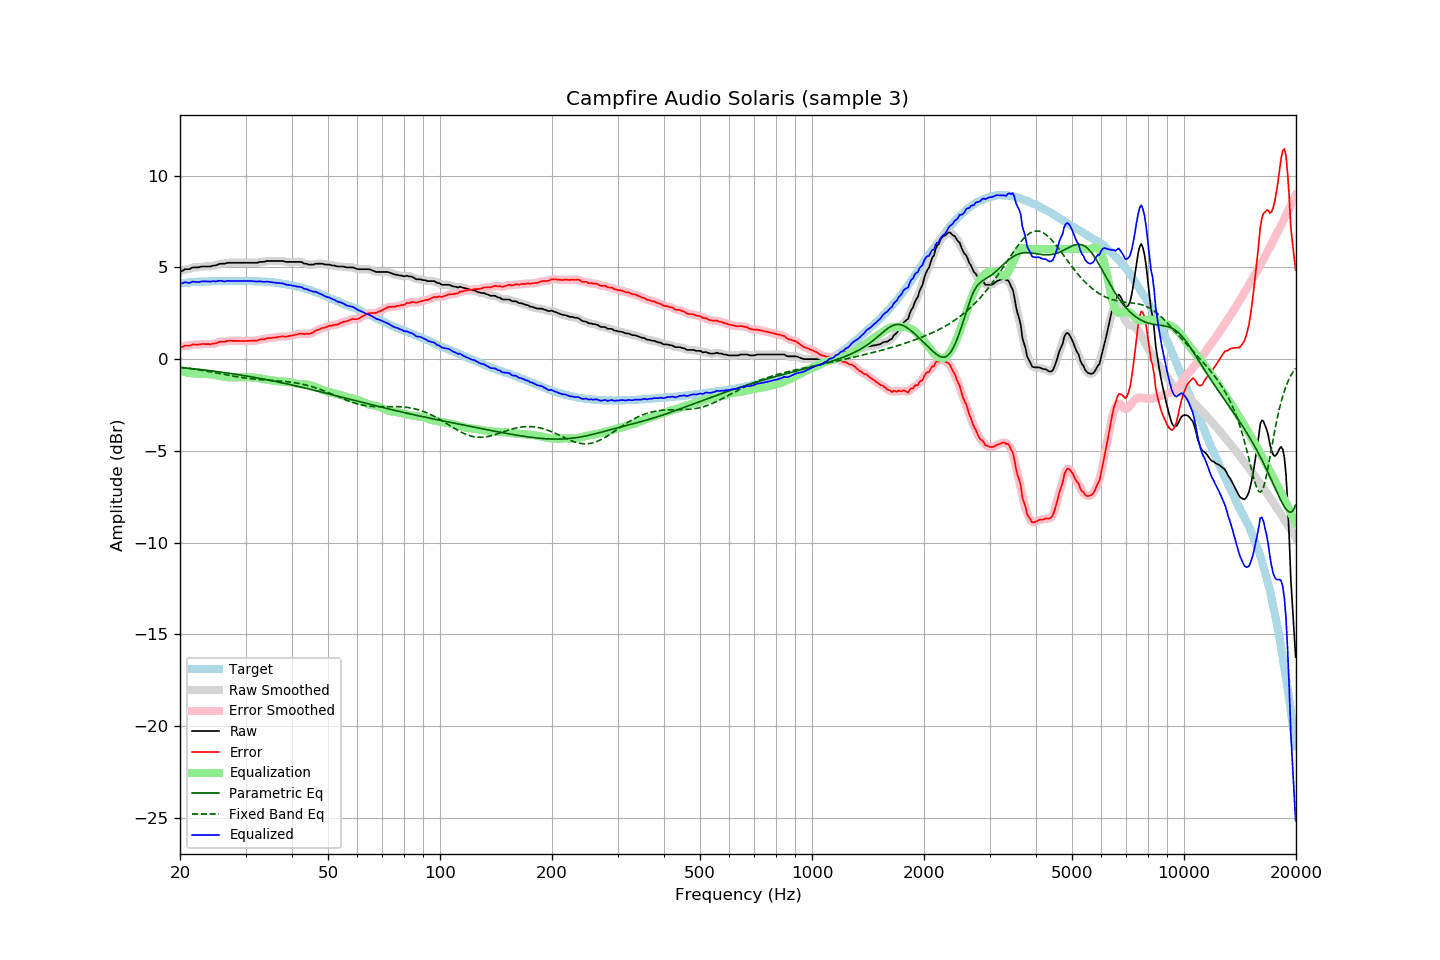 Campfire Audio Solaris (sample 3)
10
5
0
−5
−10
−15
−20
−25
Amplitude (dBr)
Target
Raw Smoothed
Error Smoothed
Raw
Error
Equalization
Parametric Eq
Fixed Band Eq
Equalized
20 50 100 200 500 1000 2000 5000 10000 20000
Frequency (Hz)